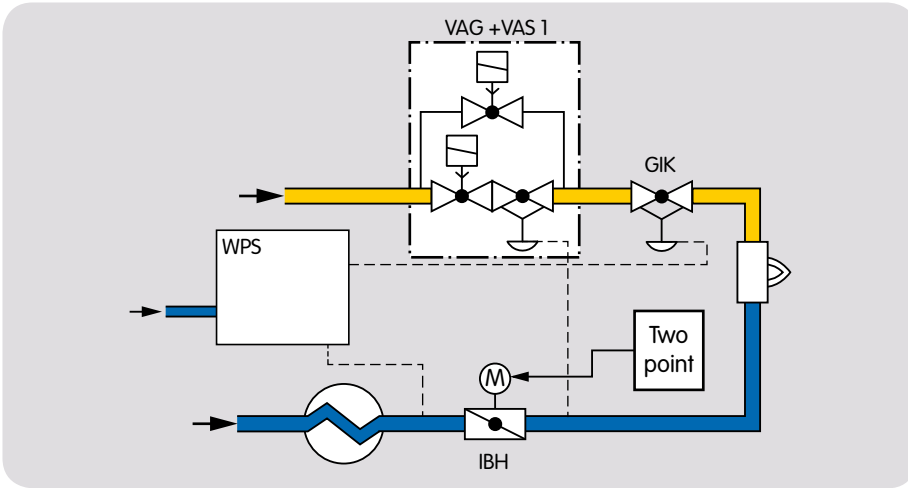 VAG +VAS 1
GIK
WPS
Two
point
M
IBH